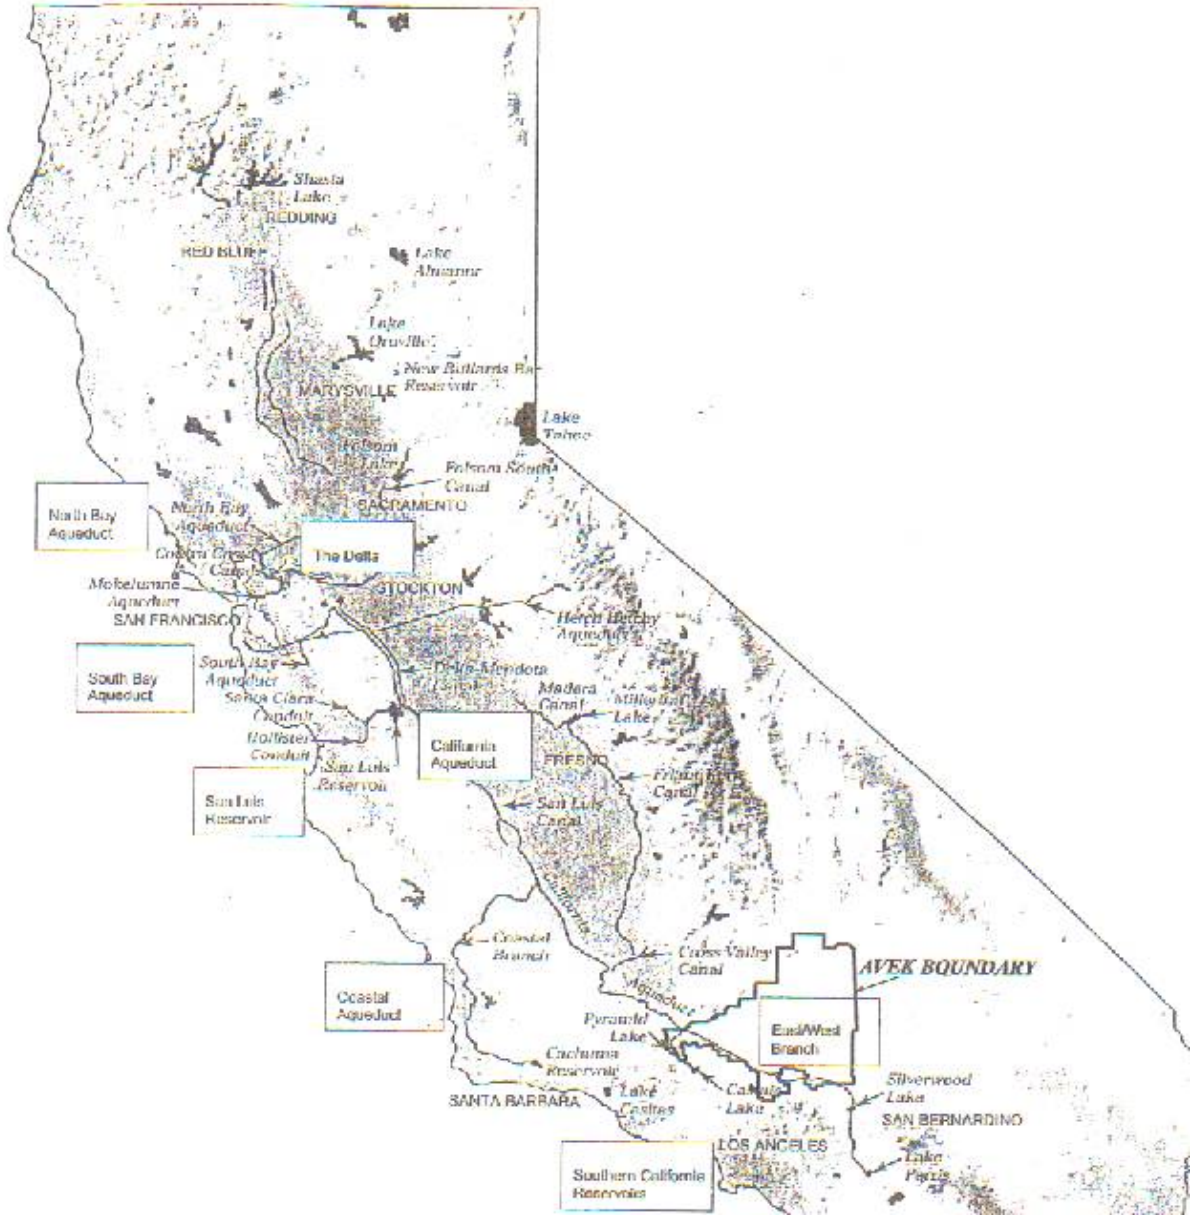 Shasta
Lake
REDDING
RED BLUFF
Lake
Almanor
Lake
Oroville
New Bullards Ba
Reservoir
MARYSVILLE
Lake
Tahoe
Folsom
Lake
Folsom South
Canal
SACRAMENTO
North Bay
Aqueduct
North Bay
Aqueduct
The Delta
Contra Costa
Canal
Mokelumne
Aqueduct
STOCKTON
SAN FRANCISCO
Hetch Hetchy
Aqueduct
South Bay
Aqueduct
South Bay
Aqueduct
Delta-Mendota
Canal
Santa Clara
Conduit
Madera
Canal
Millerton
Lake
Hollister
Conduit
San Luis
Reservoir
California
Aqueduct
FRESNO
San Luis
Reservoir
San Luis
Canal
Canal
California
Coastal
Branch
Cross Valley
Canal
AVEK BOUNDARY
Coastal
Aqueduct
Aqueduct
Pyramid
Lake
East/West
Branch
Cachuma
Reservoir
SANTA BARBARA
Lake
Casitas
Castaic
Lake
Silverwood
Lake
SAN BERNARDINO
LOS ANGELES
Lake
Perris
Southern California
Reservoirs